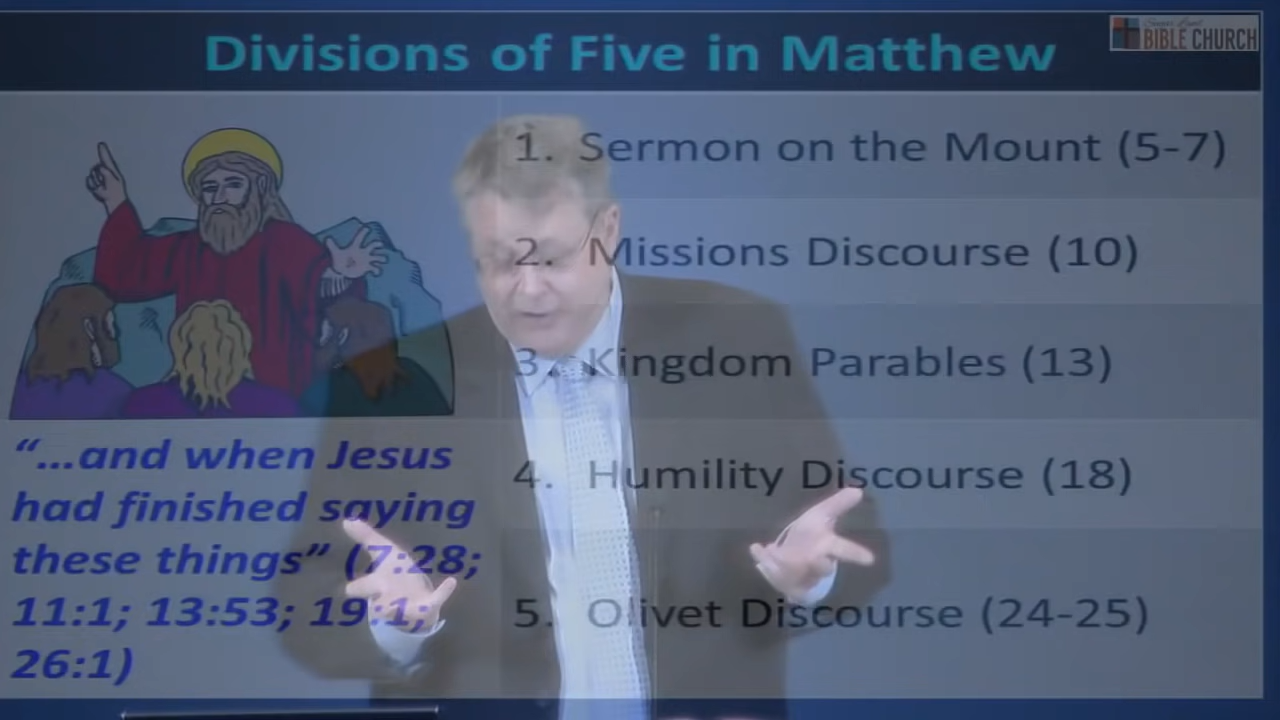 Divisions of Five in Matthew
Sugar Land
BIBLE CHURCH
1. Sermon on the Mount (5-7)
2. Missions Discourse (10)
3. Kingdom Parables (13)
4. Humility Discourse (18)
5. Olivet Discourse (24-25)
“...and when Jesus
had finished saying
these things” (7:28;
11:1; 13:53; 19:1;
26:1)